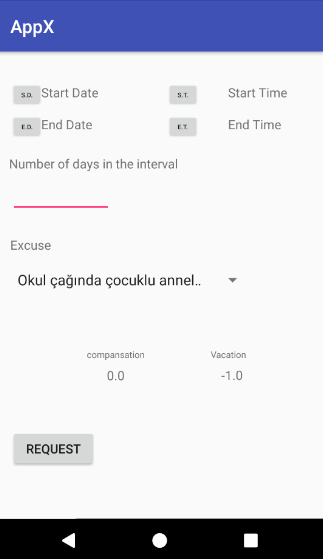 AppX
S.D. Start Date S.T. Start Time
E.D. End Date E.T. End Time
Number of days in the interval
Excuse
Okul çağında çocuklu annel..
compansation Vacation
0.0 -1.0
REQUEST